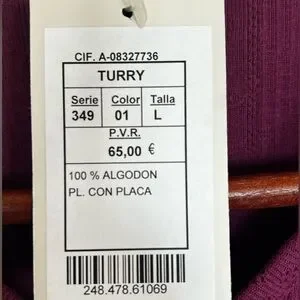 CIF. A-08327736
TURRY
Serie Color Talla
349 01 L
P.V.R.
65,00 €
100 % ALGODON
PL. CON PLACA
248.478.61069